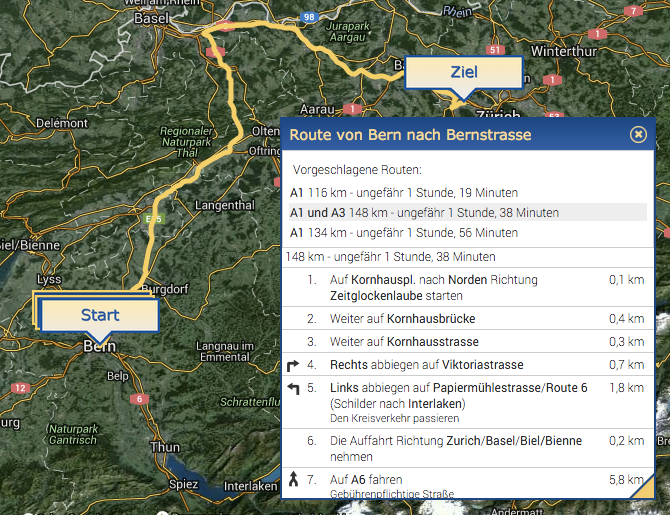 Weil am Rhein
Basel
98
Rhein
7
Jurapark
Aargau
51
Winterthur
1
Ziel
Zürich
Aarau
1
53
Delémont
Regionaler
Naturpark
Thal
Olten
Oftring
Langenthal
E25
Biel/Bienne
Lyss
Burgdorf
Start
Bern
Belp
Langnau im
Emmental
12
6
Schrattenflu
Naturpark
Gantrisch
Thun
Spiez
Interlaken
Andermatt
Route von Bern nach Bernstrasse
Vorgeschlagene Routen:
A1 116 km - ungefähr 1 Stunde, 19 Minuten
A1 und A3 148 km - ungefähr 1 Stunde, 38 Minuten
A1 134 km - ungefähr 1 Stunde, 56 Minuten
148 km - ungefähr 1 Stunde, 38 Minuten
1. Auf Kornhauspl. nach Norden Richtung 0,1 km
Zeitglockenlaube starten
2. Weiter auf Kornhausbrücke 0,4 km
3. Weiter auf Kornhausstrasse 0,3 km
4. Rechts abbiegen auf Viktoriastrasse 0,7 km
5. Links abbiegen auf Papiermühlestrasse/Route 6 1,8 km
(Schilder nach Interlaken)
Den Kreisverkehr passieren
6. Die Auffahrt Richtung Zurich/Basel/Biel/Bienne 0,2 km
nehmen
7. Auf A6 fahren 5,8 km
Gebührenpflichtige Straße